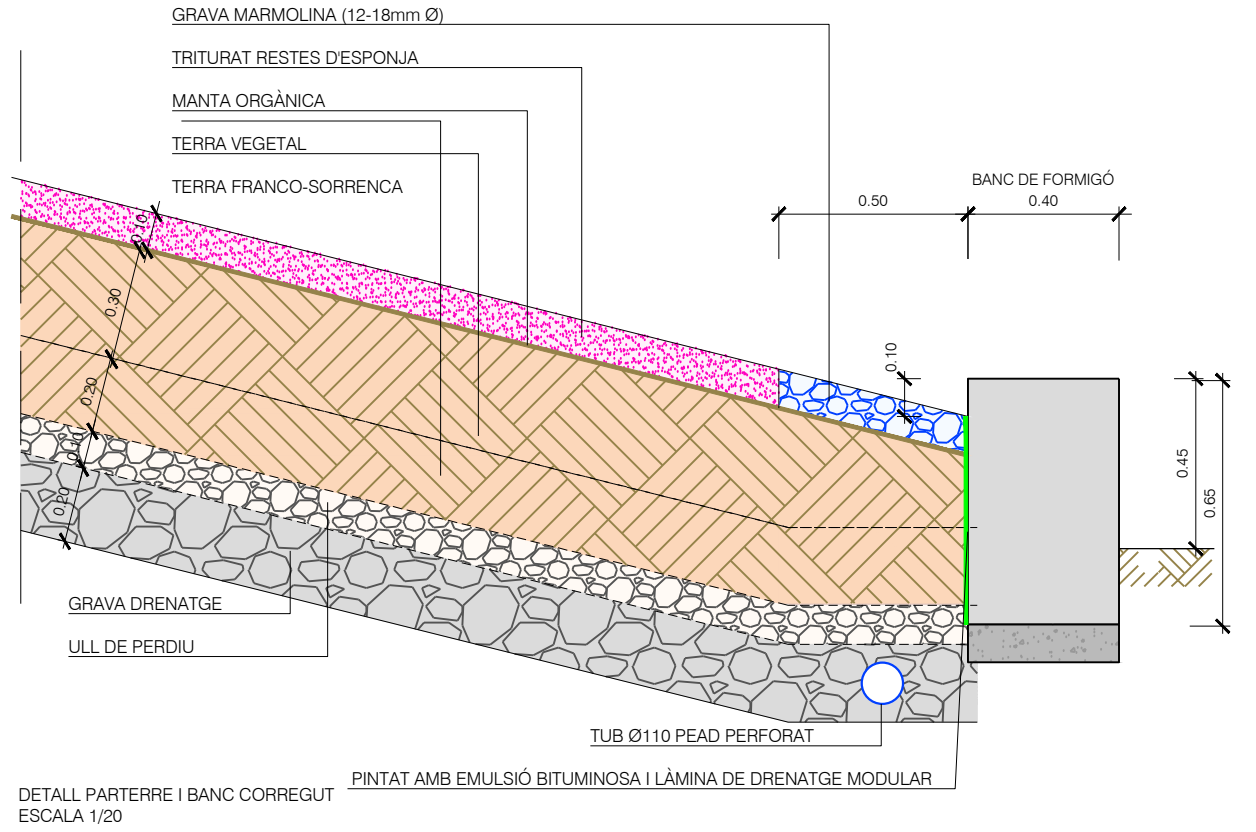 GRAVA MARMOLINA (12-18mm Ø)
TRITURAT RESTES D'ESPONJA
MANTA ORGÀNICA
TERRA VEGETAL
TERRA FRANCO-SORRENCA
BANC DE FORMIGÓ
0.50
0.40
0.10
0.30
0.20
0.10
0.20
0.10
0.45
0.65
GRAVA DRENATGE
ULL DE PERDIU
TUB Ø110 PEAD PERFORAT
PINTAT AMB EMULSIÓ BITUMINOSA I LÀMINA DE DRENATGE MODULAR
DETALL PARTERRE I BANC CORREGUT
ESCALA 1/20